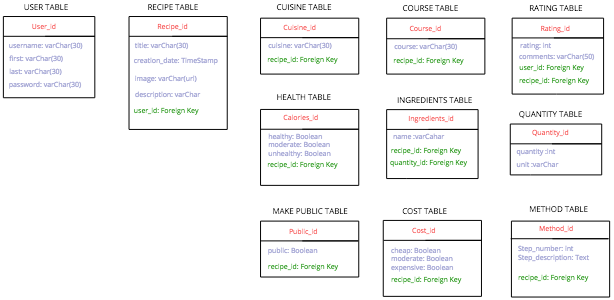 USER TABLE
User_id
username: varChar(30)
first: varChar(30)
last: varChar(30)
password: varChar(30)
RECIPE TABLE
Recipe_id
title: varChar(30)
creation_date: TimeStamp
image: varChar(url)
description: varChar
user_id: Foreign Key
CUISINE TABLE
Cuisine_id
cuisine: varChar(30)
recipe_id: Foreign Key
COURSE TABLE
Course_id
course: varChar(30)
recipe_id: Foreign Key
RATING TABLE
Rating_id
rating: int
comments: varChar(50)
user_id: Foreign Key
recipe_id: Foreign Key
HEALTH TABLE
Calories_id
healthy: Boolean
moderate: Boolean
unhealthy: Boolean
recipe_id: Foreign Key
INGREDIENTS TABLE
Ingredients_id
name :varCahar
recipe_id: Foreign Key
quantity_id: Foreign Key
QUANTITY TABLE
Quantity_id
quantity :int
unit :varChar
MAKE PUBLIC TABLE
Public_id
public: Boolean
recipe_id: Foreign Key
COST TABLE
Cost_id
cheap: Boolean
moderate: Boolean
expensive: Boolean
recipe_id: Foreign Key
METHOD TABLE
Method_id
Step_number: int
Step_description: Text
recipe_id: Foreign Key